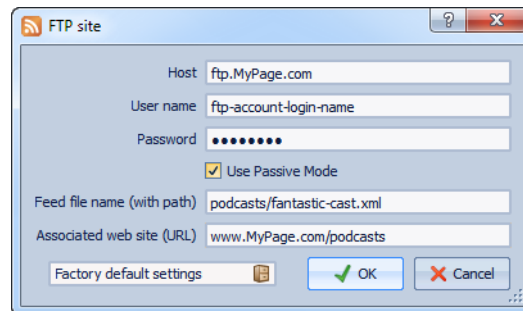 FTP site
Host ftp.MyPage.com
User name ftp-account-login-name
Password ●●●●●●●●
Use Passive Mode
Feed file name (with path) podcasts/fantastic-cast.xml
Associated web site (URL) www.MyPage.com/podcasts
Factory default settings OK Cancel